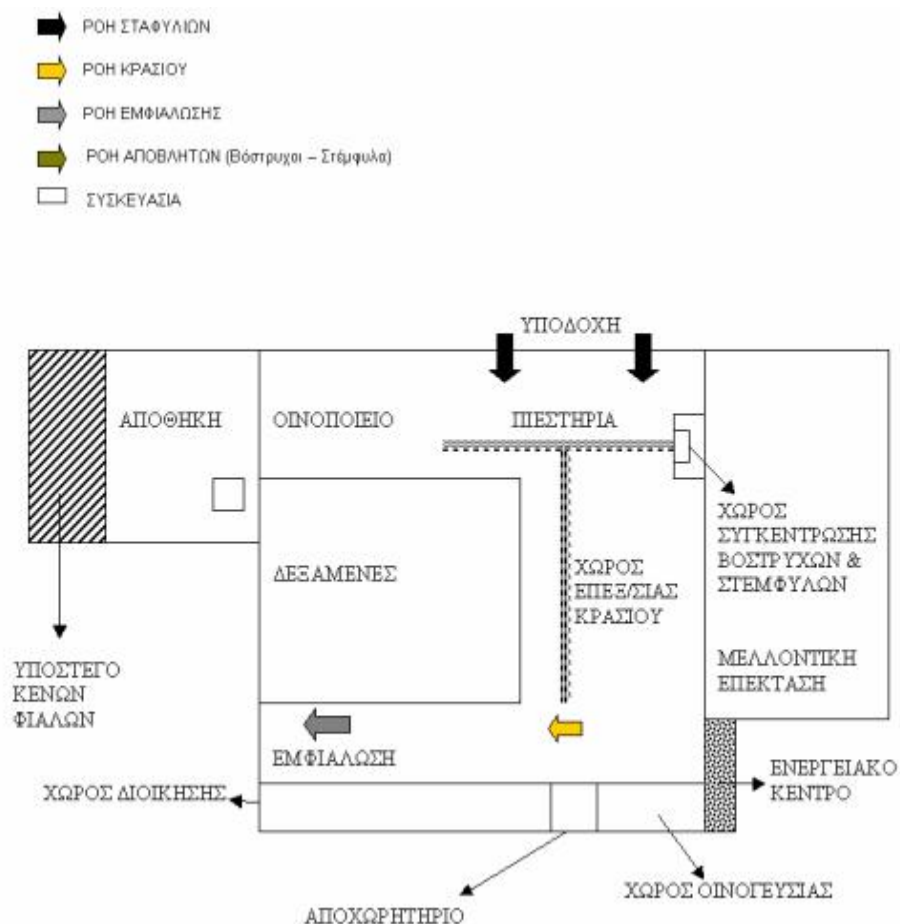 ΡΟΗ ΣΤΑΦΥΛΙΩΝ
ΡΟΗ ΚΡΑΣΙΟΥ
ΡΟΗ ΕΜΦΙΑΛΩΣΗΣ
ΡΟΗ ΑΠΟΒΛΗΤΩΝ (Βόστρυχοι – Στέμφυλα)
ΣΥΣΚΕΥΑΣΙΑ
ΥΠΟΔΟΧΗ
ΑΠΟΘΗΚΗ
ΟΙΝΟΠΟΙΕΙΟ
ΠΙΕΣΤΗΡΙΑ
ΧΩΡΟΣ
ΣΥΓΚΕΝΤΡΩΣΗΣ
ΒΟΣΤΡΥΧΩΝ &
ΣΤΕΜΦΥΛΩΝ
ΔΕΞΑΜΕΝΕΣ
ΧΩΡΟΣ
ΕΠΕΞ/ΣΙΑΣ
ΚΡΑΣΙΟΥ
ΥΠΟΣΤΕΓΟ
ΚΕΝΩΝ
ΦΙΑΛΩΝ
ΜΕΛΛΟΝΤΙΚΗ
ΕΠΕΚΤΑΣΗ
ΕΜΦΙΑΛΩΣΗ
ΧΩΡΟΣ ΔΙΟΙΚΗΣΗΣ
ΕΝΕΡΓΕΙΑΚΟ
ΚΕΝΤΡΟ
ΧΩΡΟΣ ΟΙΝΟΓΕΥΣΙΑΣ
ΑΠΟΧΩΡΗΤΗΡΙΟ